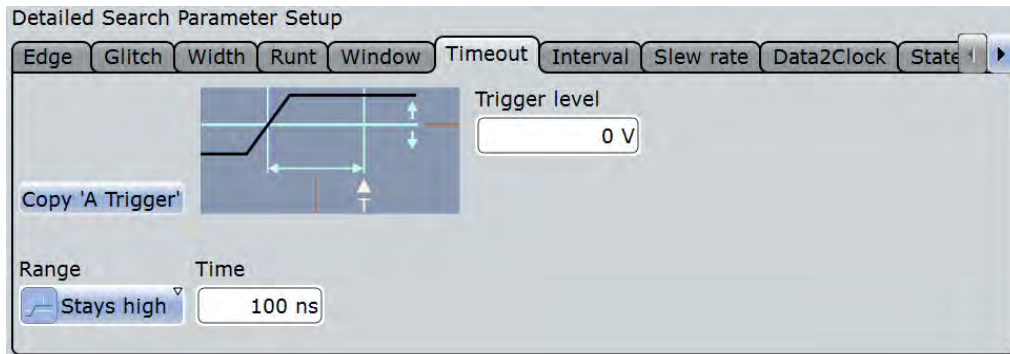 Detailed Search Parameter Setup
Edge Glitch Width Runt Window Timeout Interval Slew rate Data2Clock State
Trigger level
0 V
T
Copy 'A Trigger'
Range Time
Stays high 100 ns